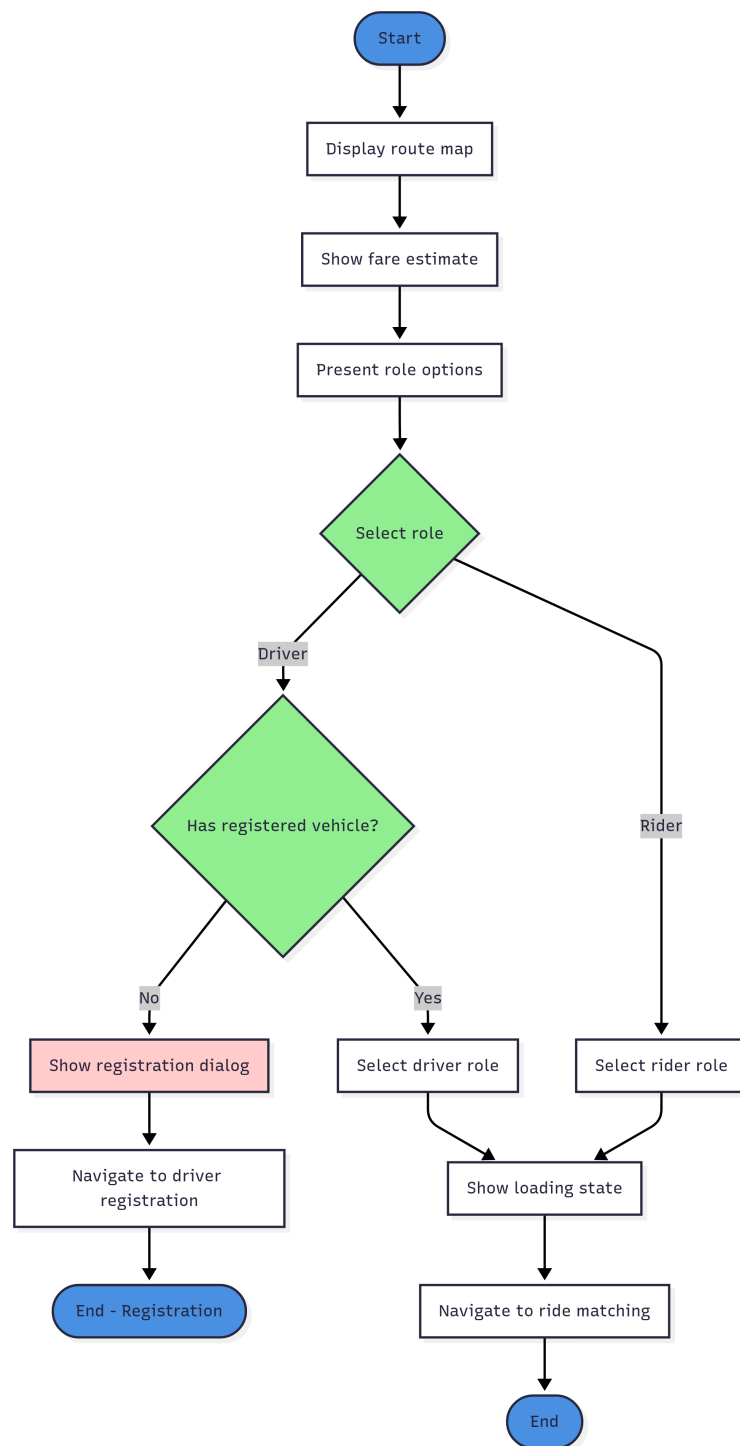 Start
Display route map
Show fare estimate
Present role options
Select role
Driver
Has registered vehicle?
Rider
No
Yes
Show registration dialog
Select driver role
Select rider role
Navigate to driver
registration
Show loading state
End - Registration
Navigate to ride matching
End